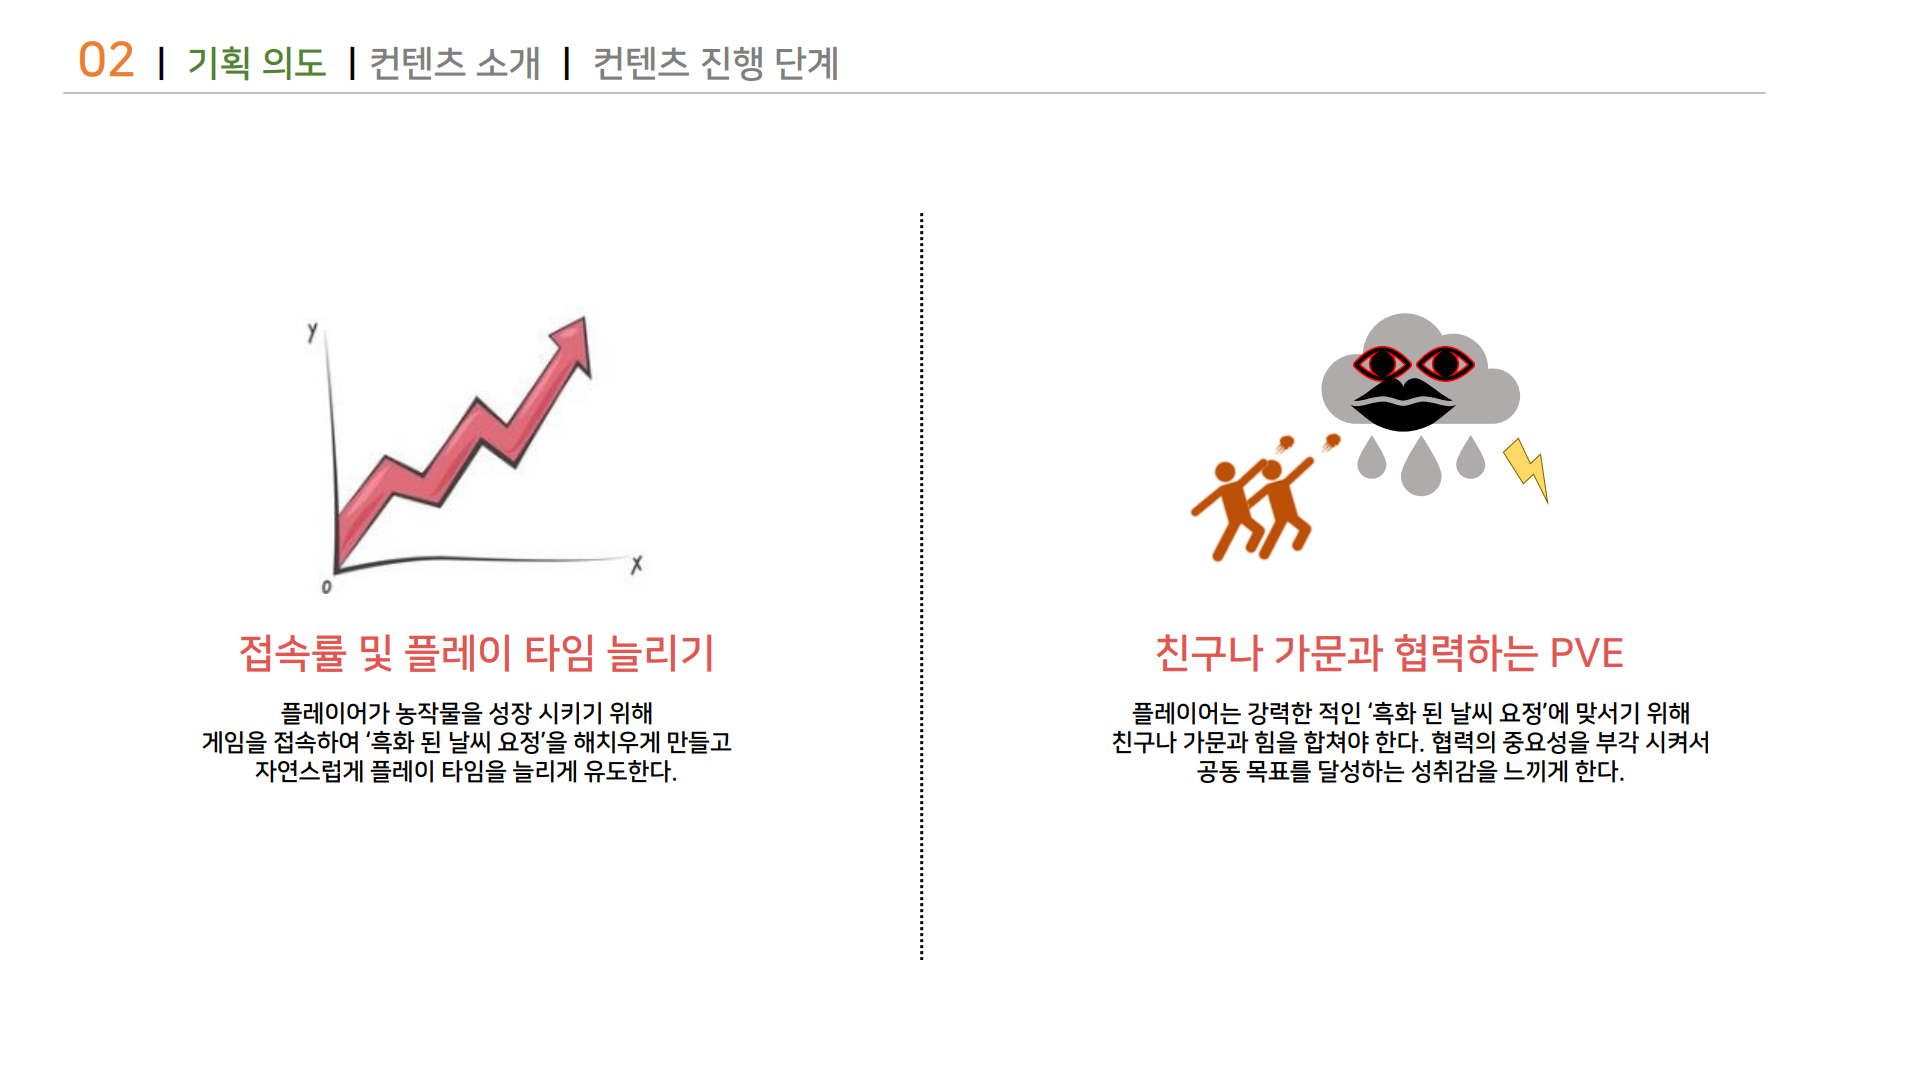 02 | 기획 의도 | 컨텐츠 소개 | 컨텐츠 진행 단계
y
x
0
접속률 및 플레이 타임 늘리기
플레이어가 농작물을 성장 시키기 위해
게임을 접속하여 ‘흑화 된 날씨 요정’을 해치우게 만들고
자연스럽게 플레이 타임을 늘리게 유도한다.
친구나 가문과 협력하는 PVE
플레이어는 강력한 적인 ‘흑화 된 날씨 요정’에 맞서기 위해
친구나 가문과 힘을 합쳐야 한다. 협력의 중요성을 부각 시켜서
공동 목표를 달성하는 성취감을 느끼게 한다.